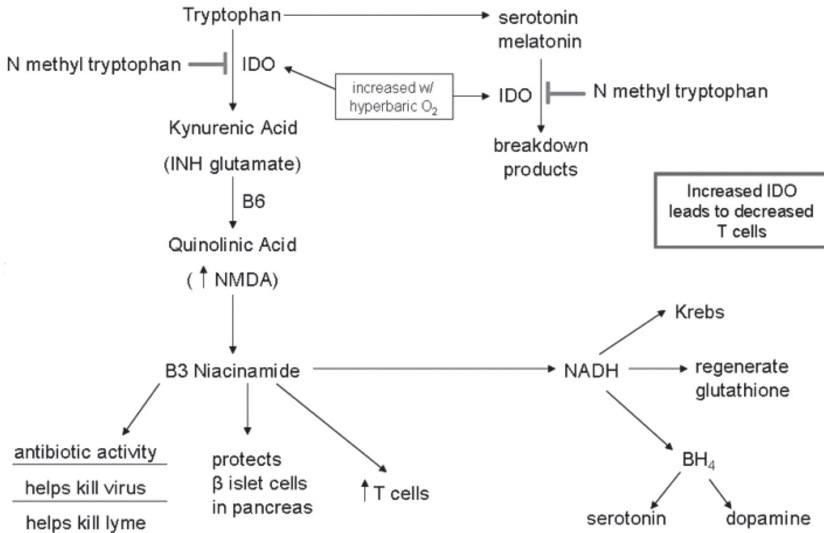 Tryptophan
serotonin
melatonin
N methyl tryptophan
IDO
increased w/
hyperbaric O₂
IDO
N methyl tryptophan
Kynurenic Acid
(INH glutamate)
breakdown
products
B6
Increased IDO
leads to decreased
T cells
Quinolinic Acid
(↑ NMDA)
Krebs
B3 Niacinamide
NADH
regenerate
glutathione
antibiotic activity
helps kill virus
helps kill lyme
protects
β islet cells
in pancreas
↑ T cells
BH₄
serotonin
dopamine